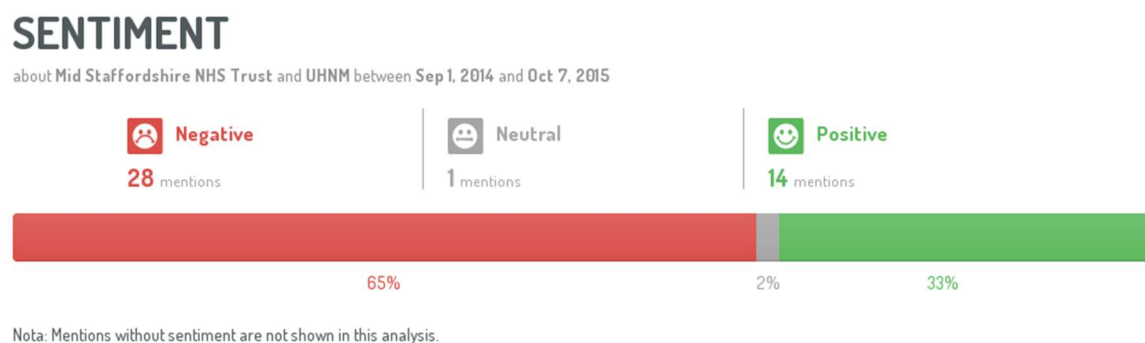 SENTIMENT
about Mid Staffordshire NHS Trust and UHNM between Sep 1, 2014 and Oct 7, 2015
Negative Neutral Positive
28 mentions 1 mentions 14 mentions
65% 2% 33%
Nota: Mentions without sentiment are not shown in this analysis.